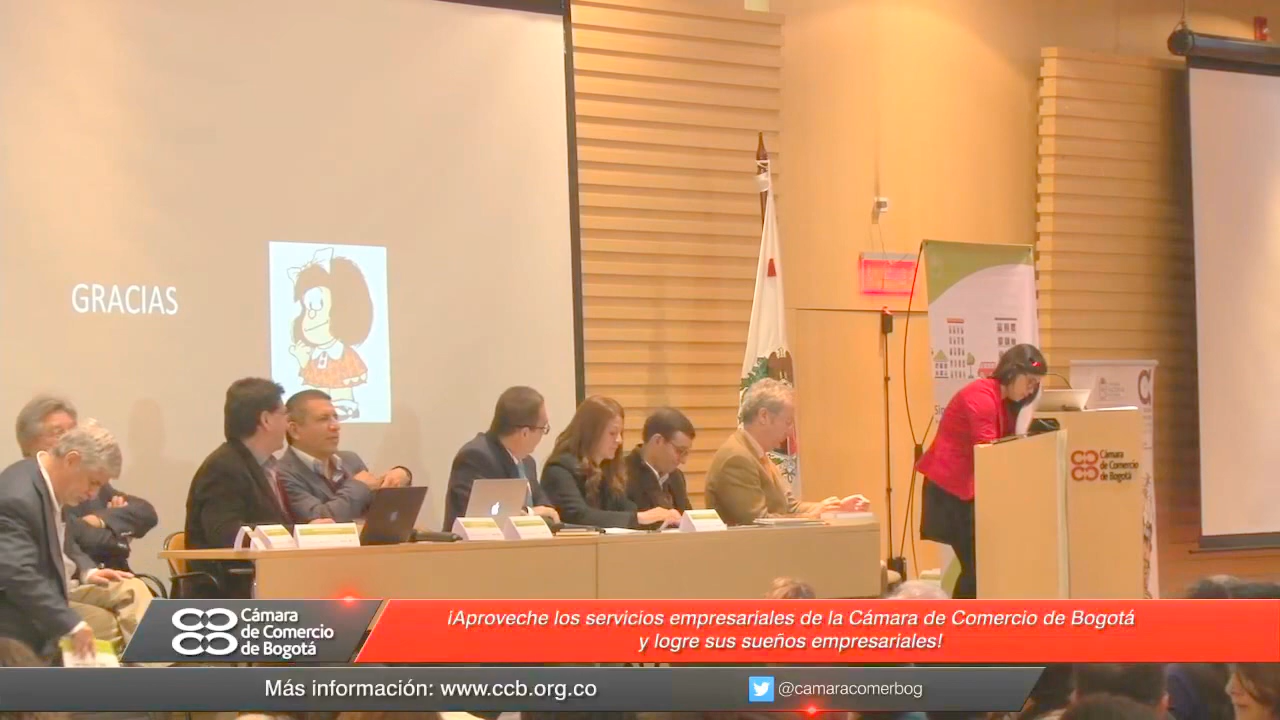 GRACIAS
Cámara
de Comercio
de Bogotá
Cámara
de Comercio
de Bogotá
¡Aproveche los servicios empresariales de la Cámara de Comercio de Bogotá
y logre sus sueños empresariales!
Más información: www.ccb.org.co
@camaracomerbog